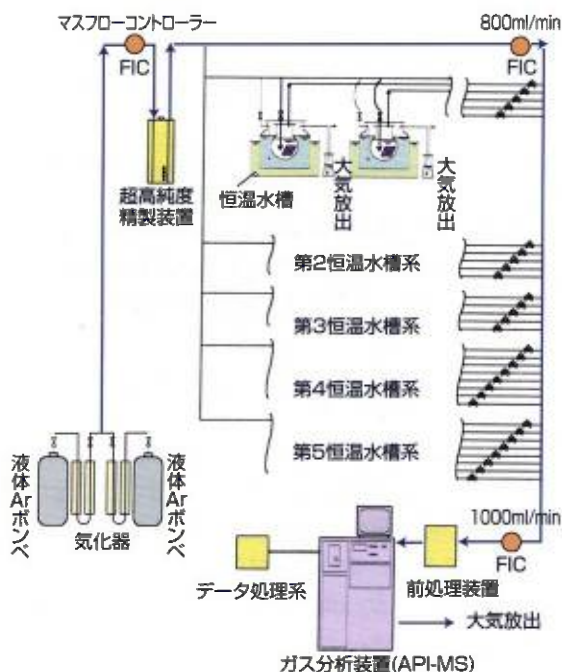 マスフローコントローラー
FIC
800ml/min
FIC
超高純度
精製装置
恒温水槽
大気放出
大気放出
第2恒温水槽系
第3恒温水槽系
第4恒温水槽系
第5恒温水槽系
液体Arボンベ
液体Arボンベ
気化器
1000ml/min
FIC
データ処理系
前処理装置
大気放出
ガス分析装置(API-MS)